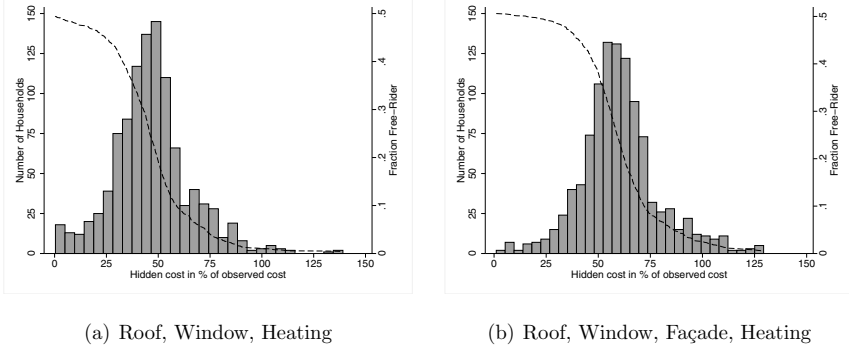 150
125
100
75
50
25
0
Number of Households
.5
.4
.3
.2
.1
0
Fraction Free−Rider
0 25 50 75 100 125 150
Hidden cost in % of observed cost
(a) Roof, Window, Heating
150
125
100
75
50
25
0
Number of Households
.5
.4
.3
.2
.1
0
Fraction Free−Rider
0 25 50 75 100 125 150
Hidden cost in % of observed cost
(b) Roof, Window, Façade, Heating